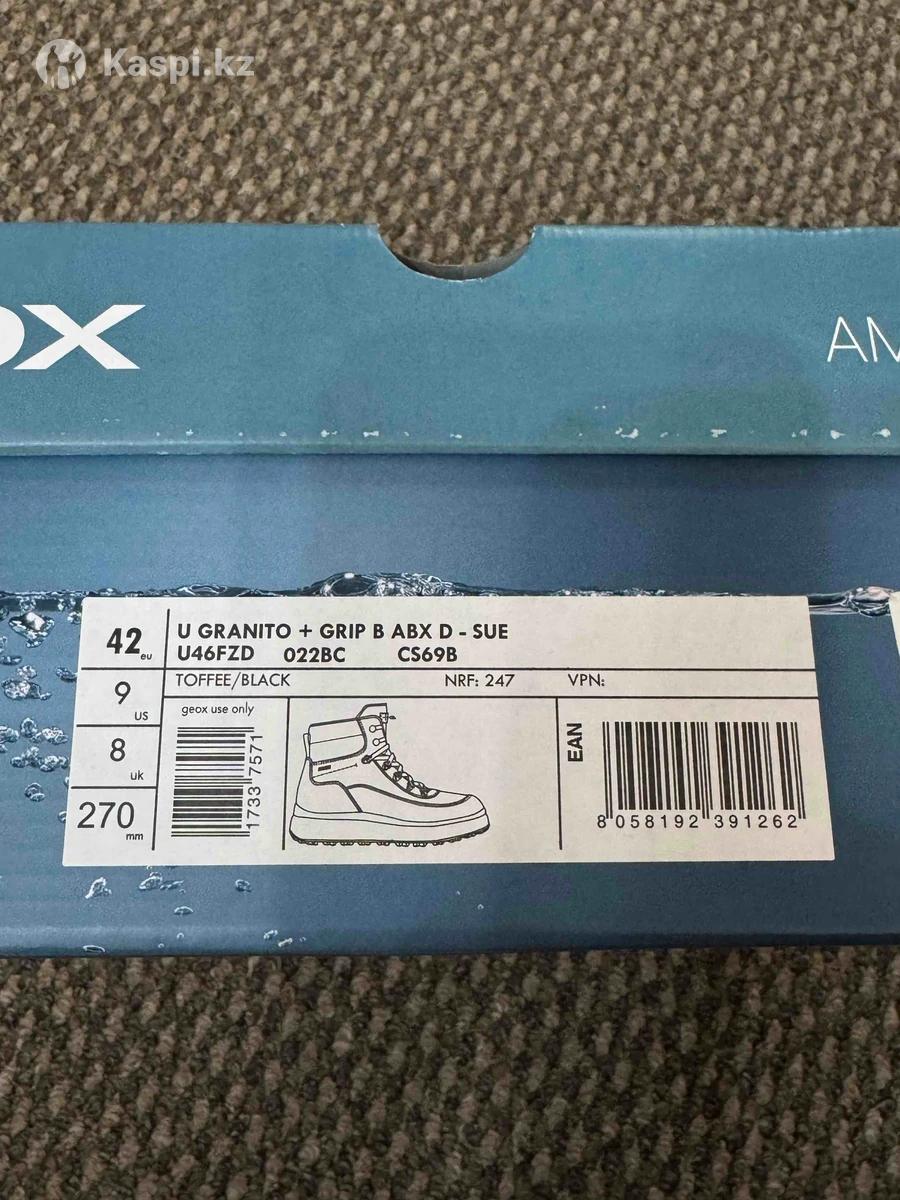 Kaspi.kz
OX
AM
42 eu
U GRANITO + GRIP B ABX D - SUE
U46FZD 022BC CS69B
9 US
TOFFEE/BLACK NRF: 247 VPN:
geox use only
8 uk
270 mm
1733 7571
EAN
8 058192 391262